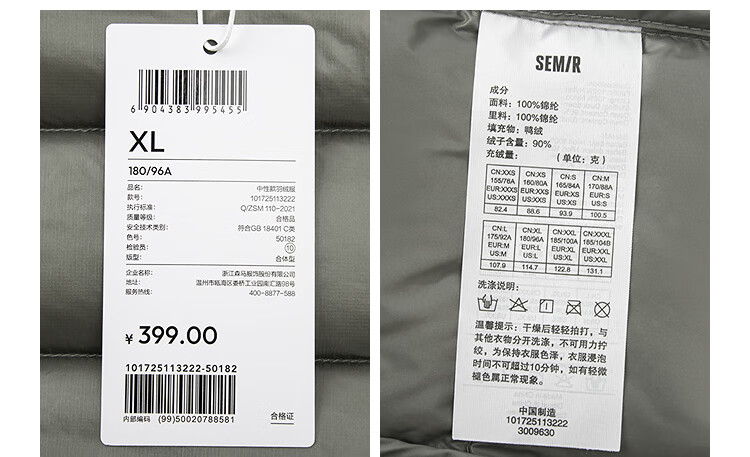 6 904383 995455
XL
180/96A
品名: 中性款羽绒服
款号: 101725113222
执行标准: Q/ZSM 110-2021
质量等级: 合格品
安全技术类别: 符合GB 18401 C类
色号: 50182
检验员: 10
版型: 合体型
企业名称: 浙江森马服饰股份有限公司
地址: 温州市瓯海区娄桥工业园南汇路98号
服务热线: 400-8877-588
¥ 399.00
101725113222-50182
内部编码 (99)50020788581
合格证
SEM/R
成分
面料: 100%锦纶
里料: 100%锦纶
填充物: 鸭绒
绒子含量: 90%
充绒量: (单位: 克)
CN:XXS CN:XS CN:S CN:M
155/76A 160/80A 165/84A 170/88A
EUR:XXXS EUR:XXS EUR:XS EUR:S
US:XXXS US:XXS US:XS US:S
82.4 88.6 93.9 100.5
CN:L CN:XL CN:XXL CN:XXXL
175/92A 180/96A 185/100A 185/104B
EUR:M EUR:L EUR:XL EUR:XXL
US:M US:L US:XL US:XXL
107.9 114.7 122.8 131.1
洗涤说明:
温馨提示: 干燥后轻轻拍打, 与
其他衣物分开洗涤, 不可用力拧
绞, 为保持衣服色泽, 衣服浸泡
时间不可超过10分钟, 如有轻微
褪色属正常现象。
中国制造
101725113222
3009630